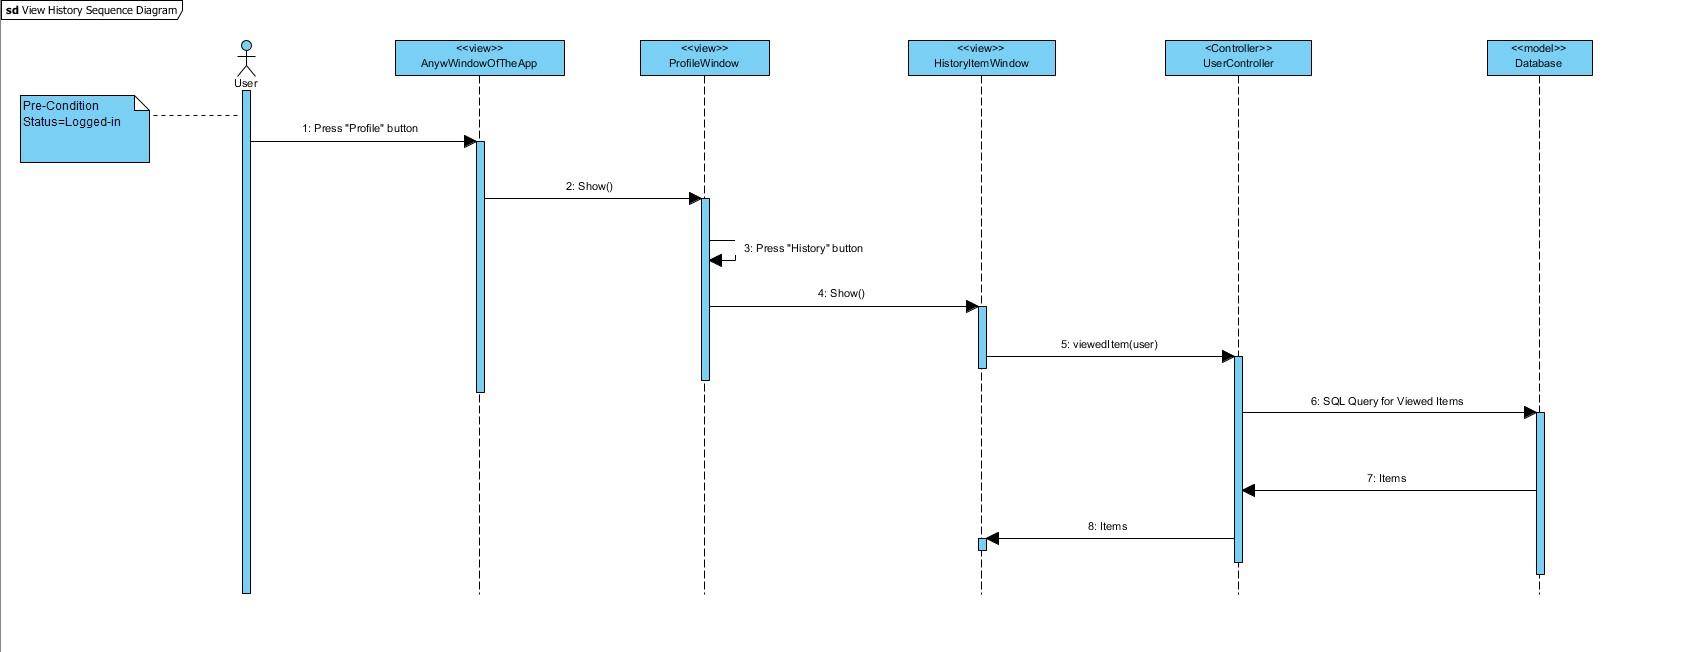 sd View History Sequence Diagram
<<view>>
AnywWindowOfTheApp
<<view>>
ProfileWindow
<<view>>
HistoryItemWindow
<Controller>>
UserController
<<model>>
Database
User
Pre-Condition
Status=Logged-in
1: Press "Profile" button
2: Show()
3: Press "History" button
4: Show()
5: viewedItem(user)
6: SQL Query for Viewed Items
7: Items
8: Items